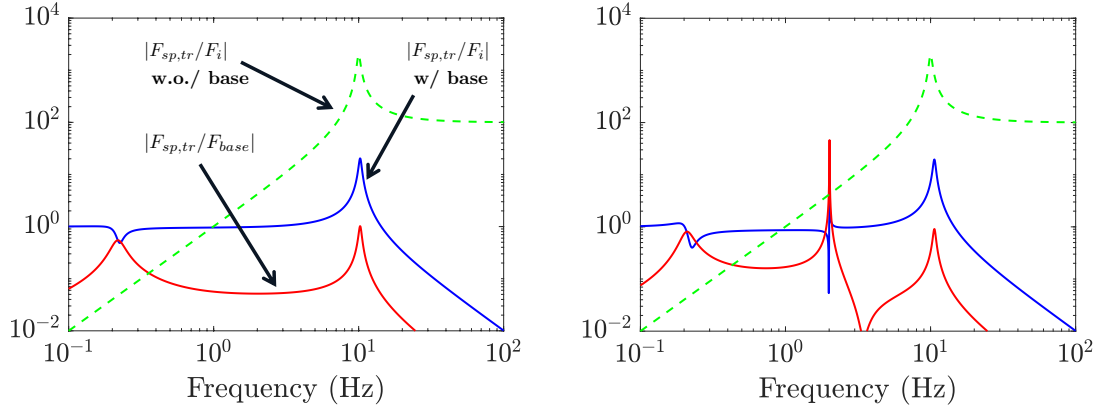 10^4
10^2
10^0
10^{-2}
|F_{sp,tr}/F_i|
w.o./ base
|F_{sp,tr}/F_i|
w/ base
|F_{sp,tr}/F_{base}|
10^{-1} 10^0 10^1 10^2
Frequency (Hz)
10^4
10^2
10^0
10^{-2}
10^{-1} 10^0 10^1 10^2
Frequency (Hz)